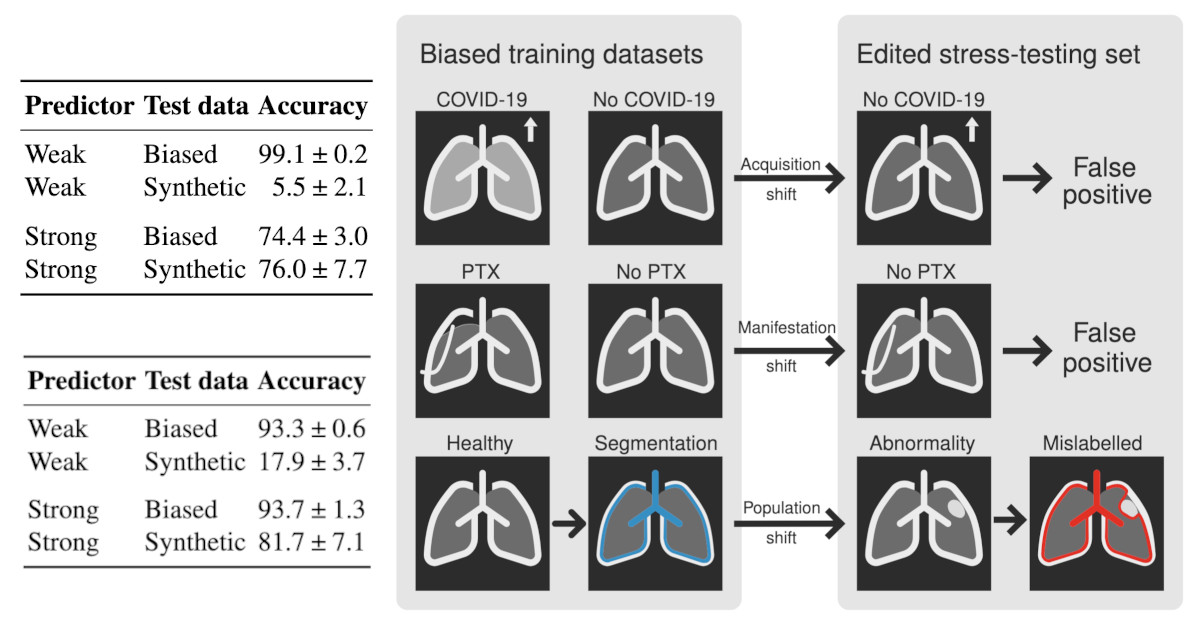 Predictor Test data Accuracy
Weak Biased 99.1 ± 0.2
Weak Synthetic 5.5 ± 2.1
Strong Biased 74.4 ± 3.0
Strong Synthetic 76.0 ± 7.7
Predictor Test data Accuracy
Weak Biased 93.3 ± 0.6
Weak Synthetic 17.9 ± 3.7
Strong Biased 93.7 ± 1.3
Strong Synthetic 81.7 ± 7.1
Biased training datasets
Edited stress-testing set
COVID-19
No COVID-19
Acquisition
shift
No COVID-19
False
positive
PTX
No PTX
Manifestation
shift
No PTX
False
positive
Healthy
Segmentation
Population
shift
Abnormality
Mislabelled